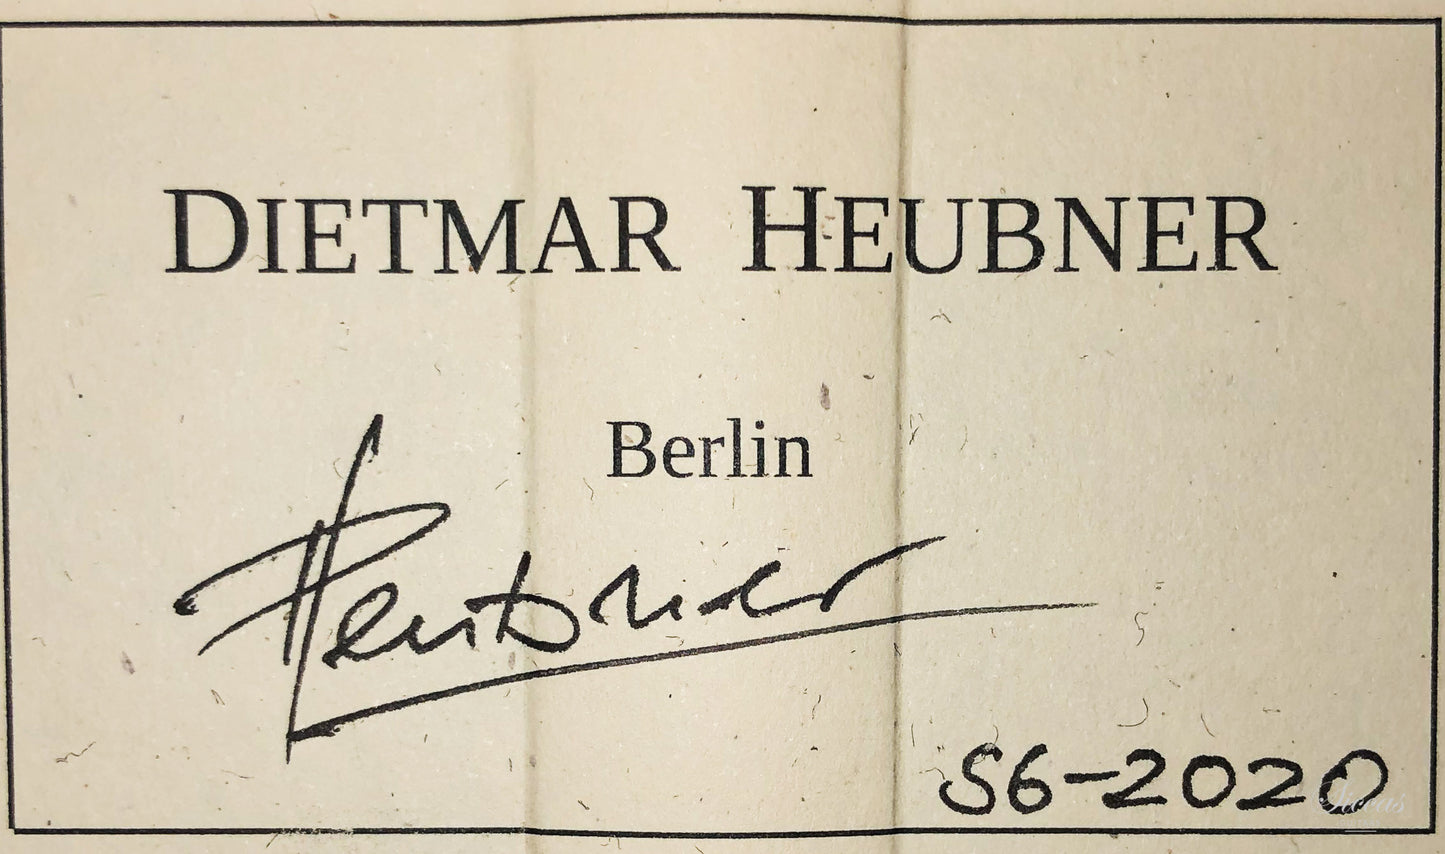 DIETMAR HEUBNER
Berlin
Heubner
S6-2020